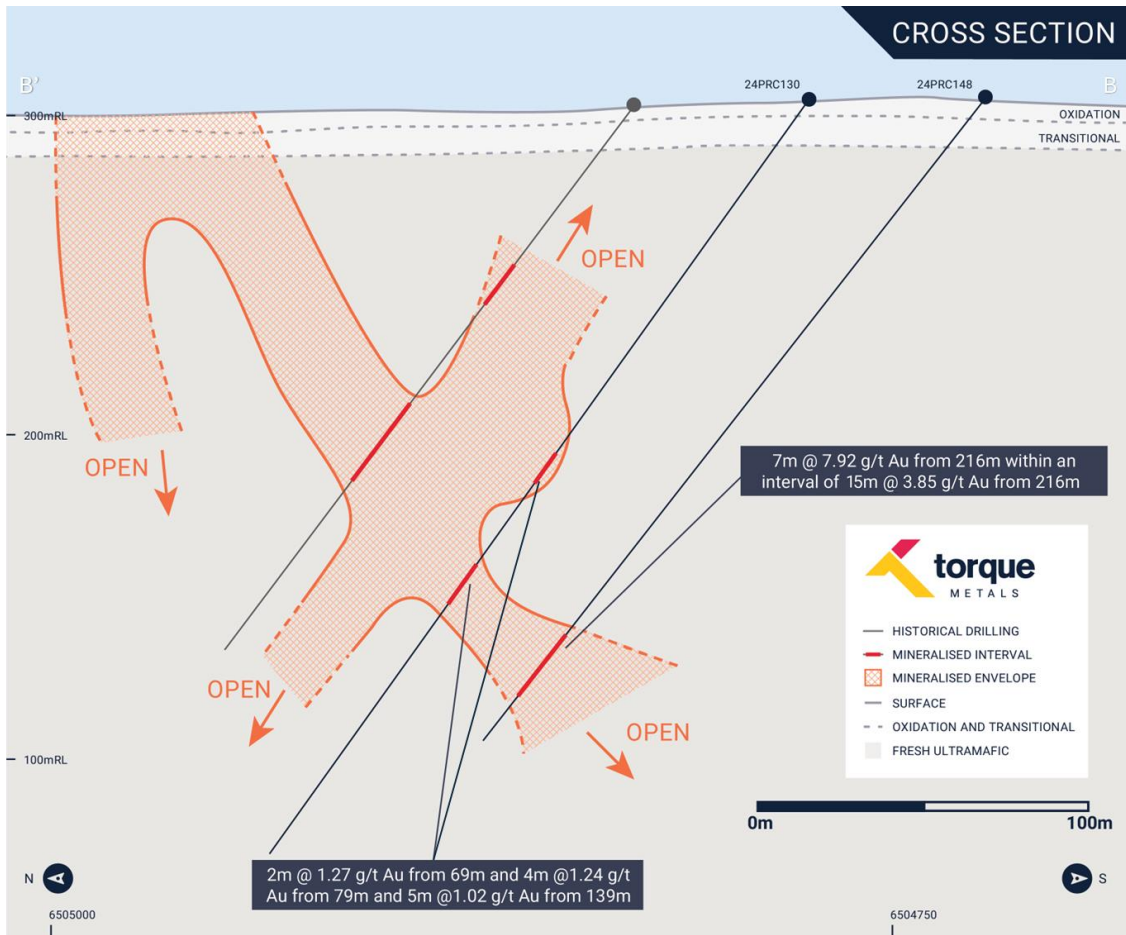 CROSS SECTION
B'
24PRC130
24PRC148
B
300mRL
OXIDATION
TRANSITIONAL
OPEN
200mRL
OPEN
7m @ 7.92 g/t Au from 216m within an
interval of 15m @ 3.85 g/t Au from 216m
torque
METALS
HISTORICAL DRILLING
MINERALISED INTERVAL
MINERALISED ENVELOPE
SURFACE
OXIDATION AND TRANSITIONAL
FRESH ULTRAMAFIC
OPEN
OPEN
100mRL
0m
100m
2m @ 1.27 g/t Au from 69m and 4m @1.24 g/t
Au from 79m and 5m @1.02 g/t Au from 139m
N
S
6505000
6504750